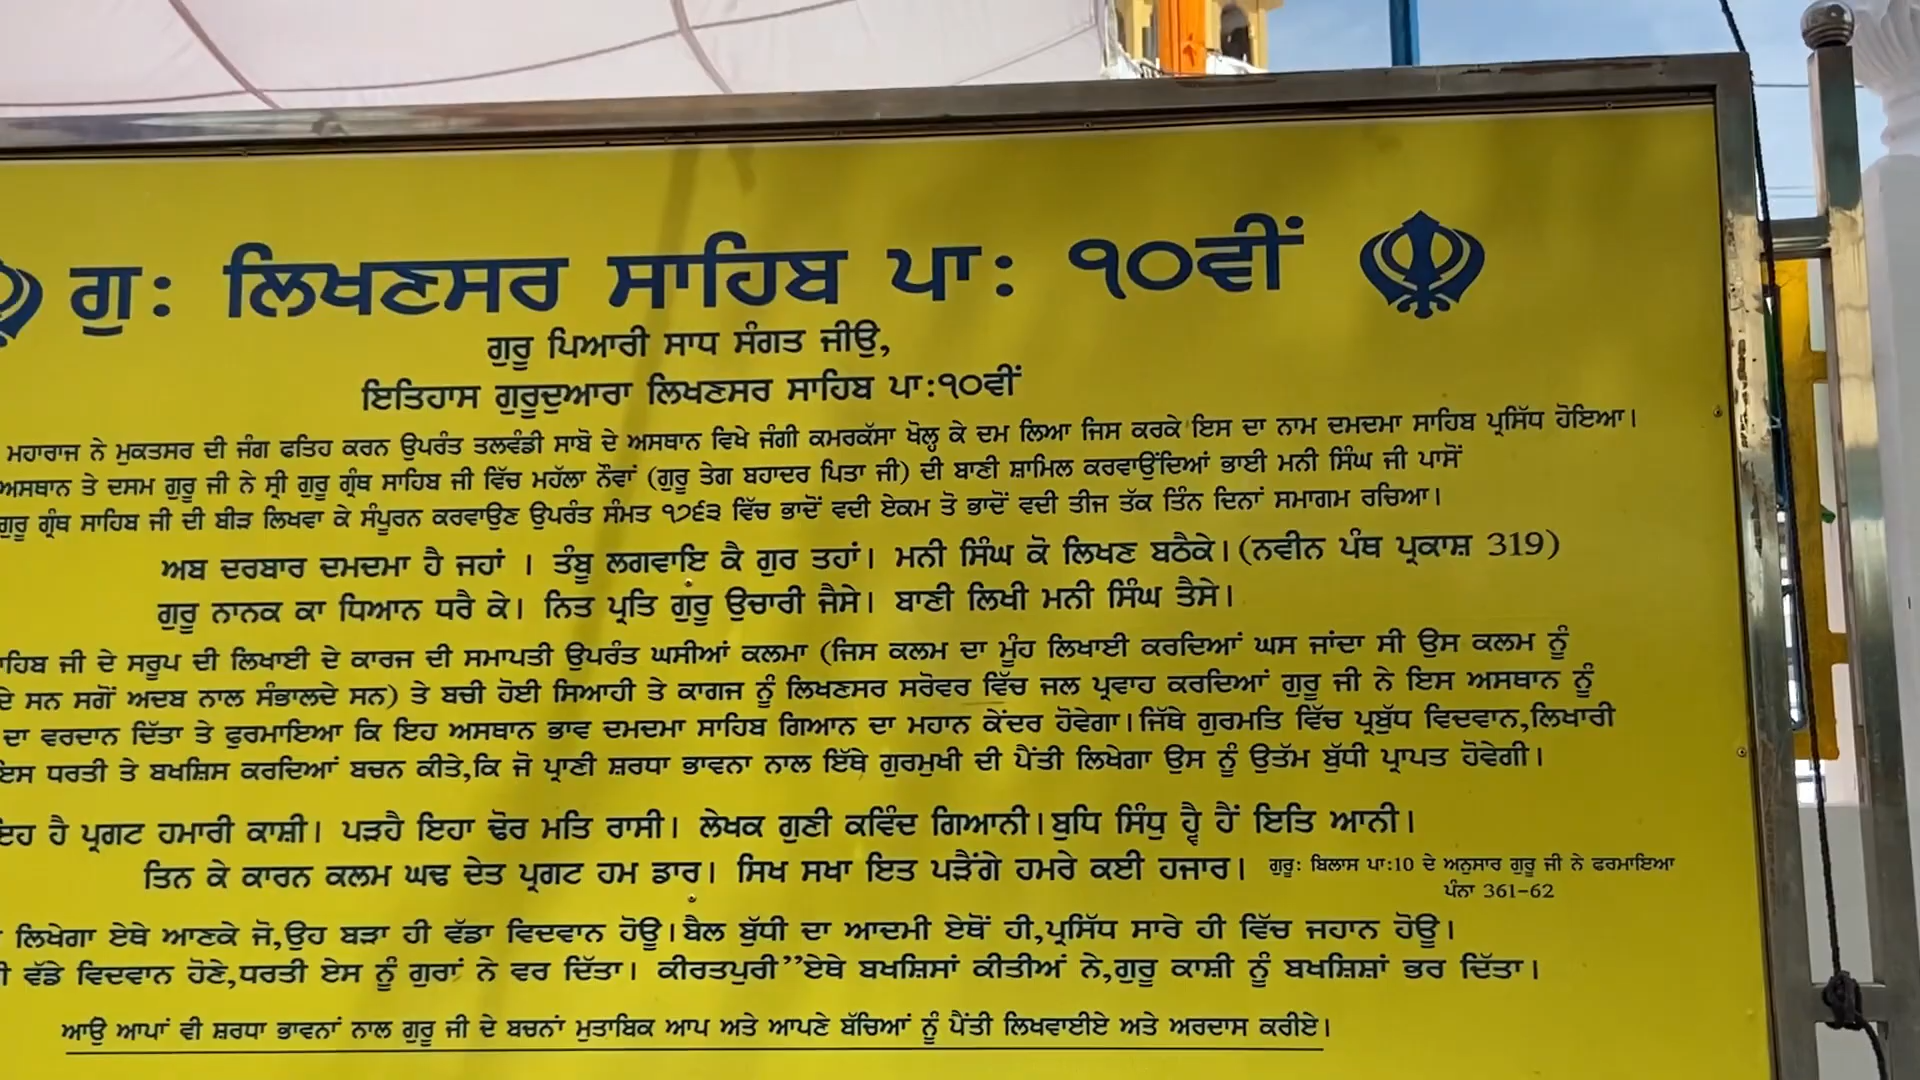 ਗੁ: ਲਿਖਣਸਰ ਸਾਹਿਬ ਪਾ: ੧੦ਵੀਂ
ਗੁਰੂ ਪਿਆਰੀ ਸਾਧ ਸੰਗਤ ਜੀਉ,
ਇਤਿਹਾਸ ਗੁਰੂਦੁਆਰਾ ਲਿਖਣਸਰ ਸਾਹਿਬ ਪਾ:੧੦ਵੀਂ
ਮਹਾਰਾਜ ਨੇ ਮੁਕਤਸਰ ਦੀ ਜੰਗ ਫਤਿਹ ਕਰਨ ਉਪਰੰਤ ਤਲਵੰਡੀ ਸਾਬੋ ਦੇ ਅਸਥਾਨ ਵਿਖੇ ਜੰਗੀ ਕਮਰਕੱਸਾ ਖੋਲ੍ਹ ਕੇ ਦਮ ਲਿਆ ਜਿਸ ਕਰਕੇ ਇਸ ਦਾ ਨਾਮ ਦਮਦਮਾ ਸਾਹਿਬ ਪ੍ਰਸਿੱਧ ਹੋਇਆ।
ਅਸਥਾਨ ਤੇ ਦਸਮ ਗੁਰੂ ਜੀ ਨੇ ਸ੍ਰੀ ਗੁਰੂ ਗ੍ਰੰਥ ਸਾਹਿਬ ਜੀ ਵਿੱਚ ਮਹੱਲਾ ਨੌਵਾਂ (ਗੁਰੂ ਤੇਗ ਬਹਾਦਰ ਪਿਤਾ ਜੀ) ਦੀ ਬਾਣੀ ਸ਼ਾਮਿਲ ਕਰਵਾਉਂਦਿਆਂ ਭਾਈ ਮਨੀ ਸਿੰਘ ਜੀ ਪਾਸੋਂ
ਗੁਰੂ ਗ੍ਰੰਥ ਸਾਹਿਬ ਜੀ ਦੀ ਬੀੜ ਲਿਖਵਾ ਕੇ ਸੰਪੂਰਨ ਕਰਵਾਉਣ ਉਪਰੰਤ ਸੰਮਤ ੧੭੬੩ ਵਿੱਚ ਭਾਦੋਂ ਵਦੀ ਏਕਮ ਤੋ ਭਾਦੋਂ ਵਦੀ ਤੀਜ ਤੱਕ ਤਿੰਨ ਦਿਨਾਂ ਸਮਾਗਮ ਰਚਿਆ।
ਅਬ ਦਰਬਾਰ ਦਮਦਮਾ ਹੈ ਜਹਾਂ । ਤੰਬੂ ਲਗਵਾਇ ਕੈ ਗੁਰ ਤਹਾਂ। ਮਨੀ ਸਿੰਘ ਕੋ ਲਿਖਣ ਬਠੈਕੇ। (ਨਵੀਨ ਪੰਥ ਪ੍ਰਕਾਸ਼ 319)
ਗੁਰੂ ਨਾਨਕ ਕਾ ਧਿਆਨ ਧਰੈ ਕੇ। ਨਿਤ ਪ੍ਰਤਿ ਗੁਰੂ ਉਚਾਰੀ ਜੈਸੇ। ਬਾਣੀ ਲਿਖੀ ਮਨੀ ਸਿੰਘ ਤੈਸੇ।
ਾਹਿਬ ਜੀ ਦੇ ਸਰੂਪ ਦੀ ਲਿਖਾਈ ਦੇ ਕਾਰਜ ਦੀ ਸਮਾਪਤੀ ਉਪਰੰਤ ਘਸੀਆਂ ਕਲਮਾ (ਜਿਸ ਕਲਮ ਦਾ ਮੂੰਹ ਲਿਖਾਈ ਕਰਦਿਆਂ ਘਸ ਜਾਂਦਾ ਸੀ ਉਸ ਕਲਮ ਨੂੰ
ਦੇ ਸਨ ਸਗੋਂ ਅਦਬ ਨਾਲ ਸੰਭਾਲਦੇ ਸਨ) ਤੇ ਬਚੀ ਹੋਈ ਸਿਆਹੀ ਤੇ ਕਾਗਜ ਨੂੰ ਲਿਖਣਸਰ ਸਰੋਵਰ ਵਿੱਚ ਜਲ ਪ੍ਰਵਾਹ ਕਰਦਿਆਂ ਗੁਰੂ ਜੀ ਨੇ ਇਸ ਅਸਥਾਨ ਨੂੰ
ਦਾ ਵਰਦਾਨ ਦਿੱਤਾ ਤੇ ਫੁਰਮਾਇਆ ਕਿ ਇਹ ਅਸਥਾਨ ਭਾਵ ਦਮਦਮਾ ਸਾਹਿਬ ਗਿਆਨ ਦਾ ਮਹਾਨ ਕੇਂਦਰ ਹੋਵੇਗਾ। ਜਿੱਥੇ ਗੁਰਮਤਿ ਵਿੱਚ ਪ੍ਰਬੁੱਧ ਵਿਦਵਾਨ,ਲਿਖਾਰੀ
ਇਸ ਧਰਤੀ ਤੇ ਬਖਸ਼ਿਸ ਕਰਦਿਆਂ ਬਚਨ ਕੀਤੇ,ਕਿ ਜੋ ਪ੍ਰਾਣੀ ਸ਼ਰਧਾ ਭਾਵਨਾ ਨਾਲ ਇੱਥੇ ਗੁਰਮੁਖੀ ਦੀ ਪੈਂਤੀ ਲਿਖੇਗਾ ਉਸ ਨੂੰ ਉਤੱਮ ਬੁੱਧੀ ਪ੍ਰਾਪਤ ਹੋਵੇਗੀ।
ਇਹ ਹੈ ਪ੍ਰਗਟ ਹਮਾਰੀ ਕਾਸ਼ੀ। ਪੜਹੈ ਇਹਾ ਢੋਰ ਮਤਿ ਰਾਸੀ। ਲੇਖਕ ਗੁਣੀ ਕਵਿੰਦ ਗਿਆਨੀ। ਬੁਧਿ ਸਿੰਧੁ ਹ੍ਵੈ ਹੈਂ ਇਤਿ ਆਨੀ।
ਤਿਨ ਕੇ ਕਾਰਨ ਕਲਮ ਘਢ ਦੇਤ ਪ੍ਰਗਟ ਹਮ ਡਾਰ। ਸਿਖ ਸਖਾ ਇਤ ਪੜੈਂਗੇ ਹਮਰੇ ਕਈ ਹਜਾਰ। ਗੁਰੂ: ਬਿਲਾਸ ਪਾ:10 ਦੇ ਅਨੁਸਾਰ ਗੁਰੂ ਜੀ ਨੇ ਫਰਮਾਇਆ
ਪੰਨਾ 361-62
ਲਿਖੇਗਾ ਏਥੇ ਆਣਕੇ ਜੋ,ਉਹ ਬੜਾ ਹੀ ਵੱਡਾ ਵਿਦਵਾਨ ਹੋਊ। ਬੈਲ ਬੁੱਧੀ ਦਾ ਆਦਮੀ ਏਥੋਂ ਹੀ,ਪ੍ਰਸਿੱਧ ਸਾਰੇ ਹੀ ਵਿੱਚ ਜਹਾਨ ਹੋਊ।
ਵੱਡੇ ਵਿਦਵਾਨ ਹੋਣੇ,ਧਰਤੀ ਏਸ ਨੂੰ ਗੁਰਾਂ ਨੇ ਵਰ ਦਿੱਤਾ। ਕੀਰਤਪੁਰੀ”ਏਥੇ ਬਖਸ਼ਿਸਾਂ ਕੀਤੀਆਂ ਨੇ,ਗੁਰੂ ਕਾਸ਼ੀ ਨੂੰ ਬਖਸ਼ਿਸ਼ਾਂ ਭਰ ਦਿੱਤਾ।
ਆਉ ਆਪਾਂ ਵੀ ਸ਼ਰਧਾ ਭਾਵਨਾਂ ਨਾਲ ਗੁਰੂ ਜੀ ਦੇ ਬਚਨਾਂ ਮੁਤਾਬਿਕ ਆਪ ਅਤੇ ਆਪਣੇ ਬੱਚਿਆਂ ਨੂੰ ਪੈਂਤੀ ਲਿਖਵਾਈਏ ਅਤੇ ਅਰਦਾਸ ਕਰੀਏ।